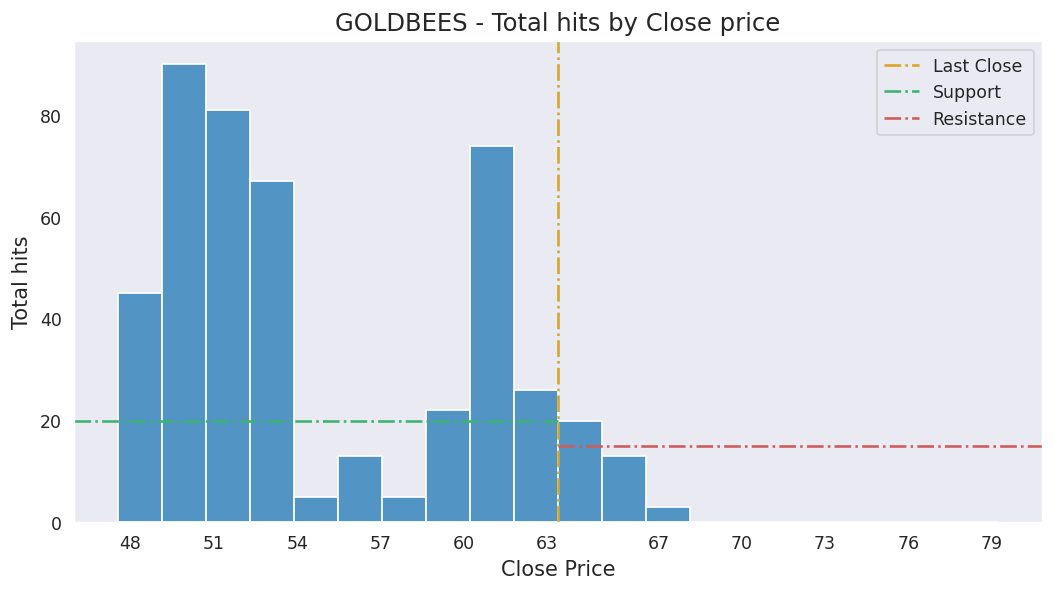 GOLDBEES - Total hits by Close price
Last Close
Support
Resistance
Total hits
80
60
40
20
0
48 51 54 57 60 63 67 70 73 76 79
Close Price